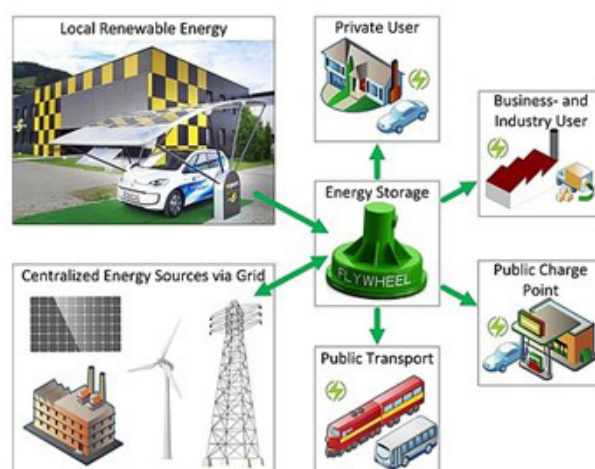 Local Renewable Energy
Private User
Business- and
Industry User
Energy Storage
FLYWHEEL
Centralized Energy Sources via Grid
Public Charge
Point
Public Transport